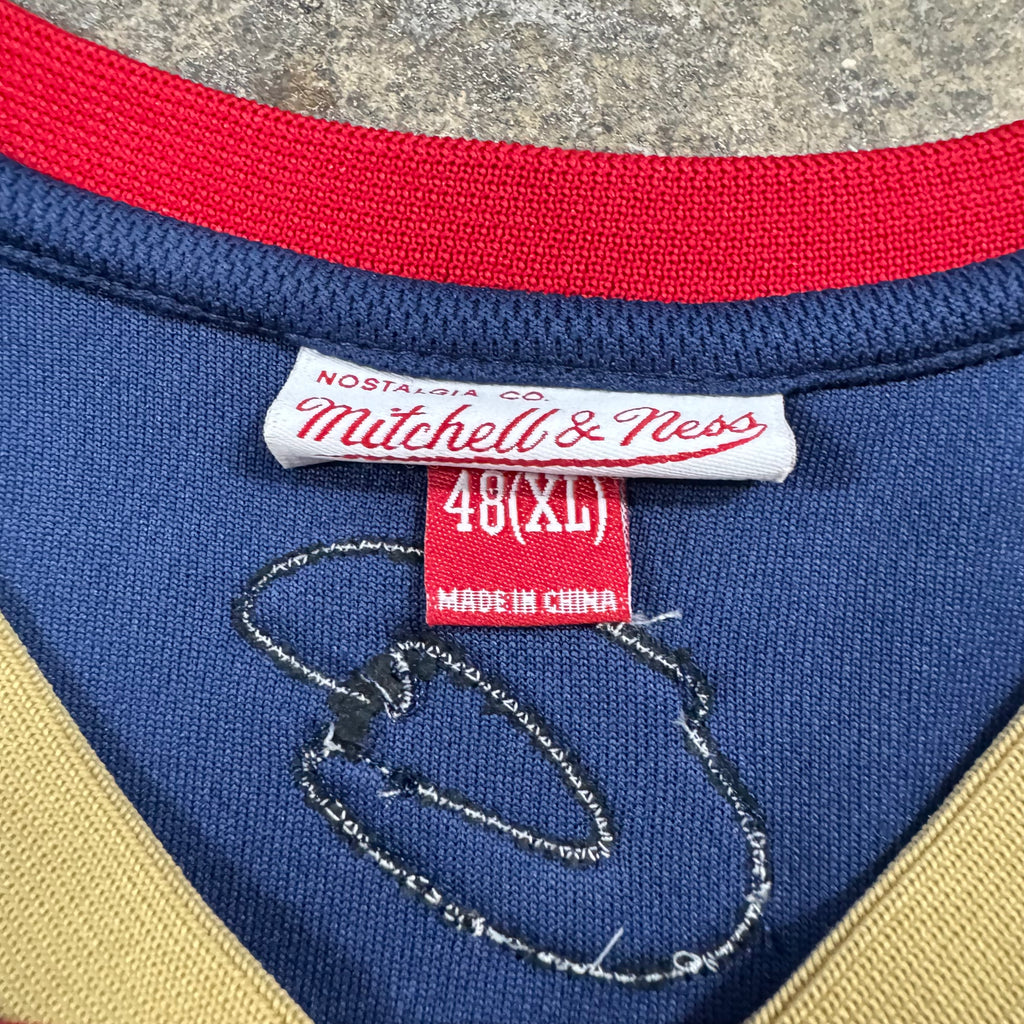 NOSTALGIA CO.
Mitchell & Ness
48(XL)
MADE IN CHINA